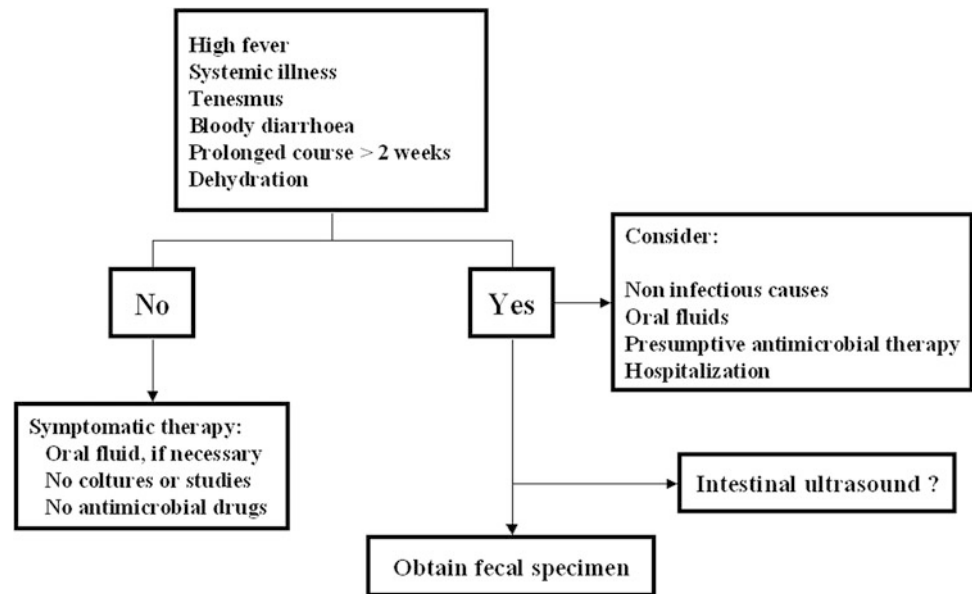 High fever
Systemic illness
Tenesmus
Bloody diarrhoea
Prolonged course > 2 weeks
Dehydration
No
Yes
Consider:
Non infectious causes
Oral fluids
Presumptive antimicrobial therapy
Hospitalization
Symptomatic therapy:
Oral fluid, if necessary
No coltures or studies
No antimicrobial drugs
Intestinal ultrasound ?
Obtain fecal specimen